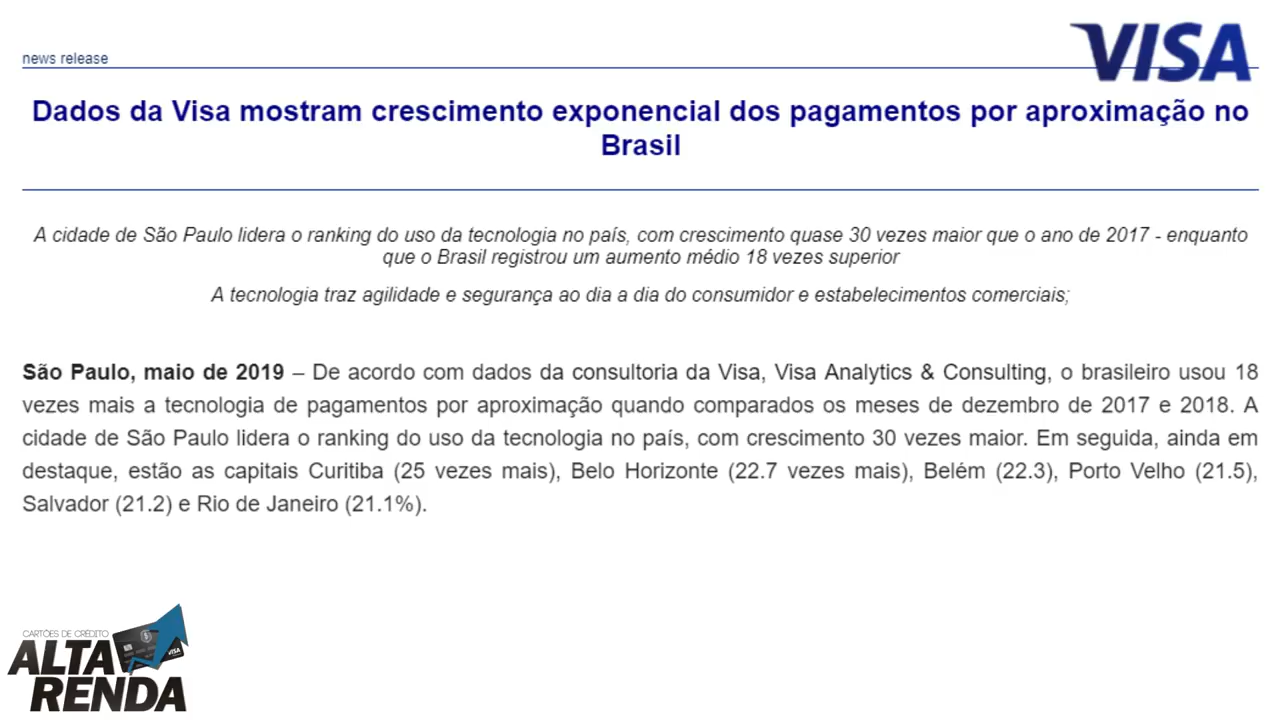 news release
VISA
Dados da Visa mostram crescimento exponencial dos pagamentos por aproximação no
Brasil
A cidade de São Paulo lidera o ranking do uso da tecnologia no país, com crescimento quase 30 vezes maior que o ano de 2017 - enquanto
que o Brasil registrou um aumento médio 18 vezes superior
A tecnologia traz agilidade e segurança ao dia a dia do consumidor e estabelecimentos comerciais;
São Paulo, maio de 2019 – De acordo com dados da consultoria da Visa, Visa Analytics & Consulting, o brasileiro usou 18
vezes mais a tecnologia de pagamentos por aproximação quando comparados os meses de dezembro de 2017 e 2018. A
cidade de São Paulo lidera o ranking do uso da tecnologia no país, com crescimento 30 vezes maior. Em seguida, ainda em
destaque, estão as capitais Curitiba (25 vezes mais), Belo Horizonte (22.7 vezes mais), Belém (22.3), Porto Velho (21.5),
Salvador (21.2) e Rio de Janeiro (21.1%).
CARTÕES DE CRÉDITO
ALTA
VISA
RENDA